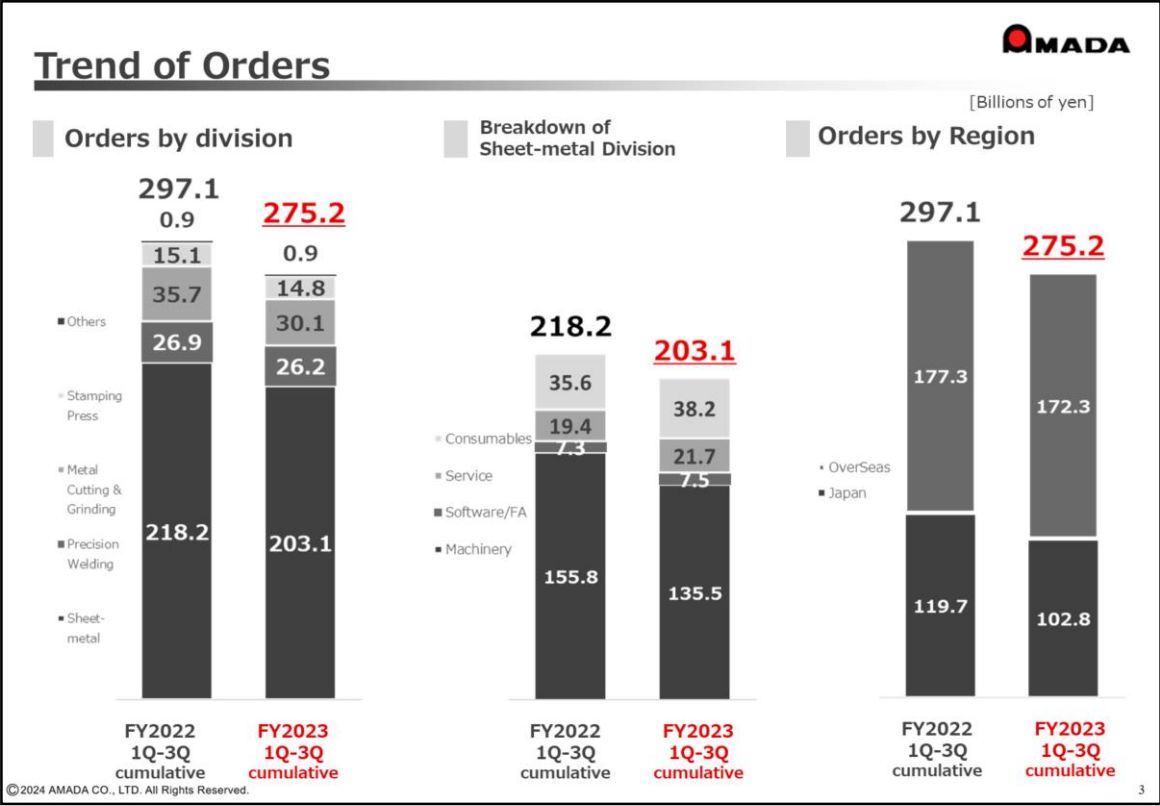 Trend of Orders
AMADA
[Billions of yen]
Orders by division
297.1
0.9
275.2
15.1
0.9
35.7
14.8
30.1
26.9
26.2
218.2
203.1
Others
Stamping
Press
Metal
Cutting &
Grinding
Precision
Welding
Sheet-
metal
FY2022
1Q-3Q
cumulative
FY2023
1Q-3Q
cumulative
Breakdown of
Sheet-metal Division
218.2
203.1
35.6
38.2
19.4
21.7
7.3
7.5
155.8
135.5
Consumables
Service
Software/FA
Machinery
FY2022
1Q-3Q
cumulative
FY2023
1Q-3Q
cumulative
Orders by Region
297.1
275.2
177.3
172.3
119.7
102.8
OverSeas
Japan
FY2022
1Q-3Q
cumulative
FY2023
1Q-3Q
cumulative
©2024 AMADA CO., LTD. All Rights Reserved.
3